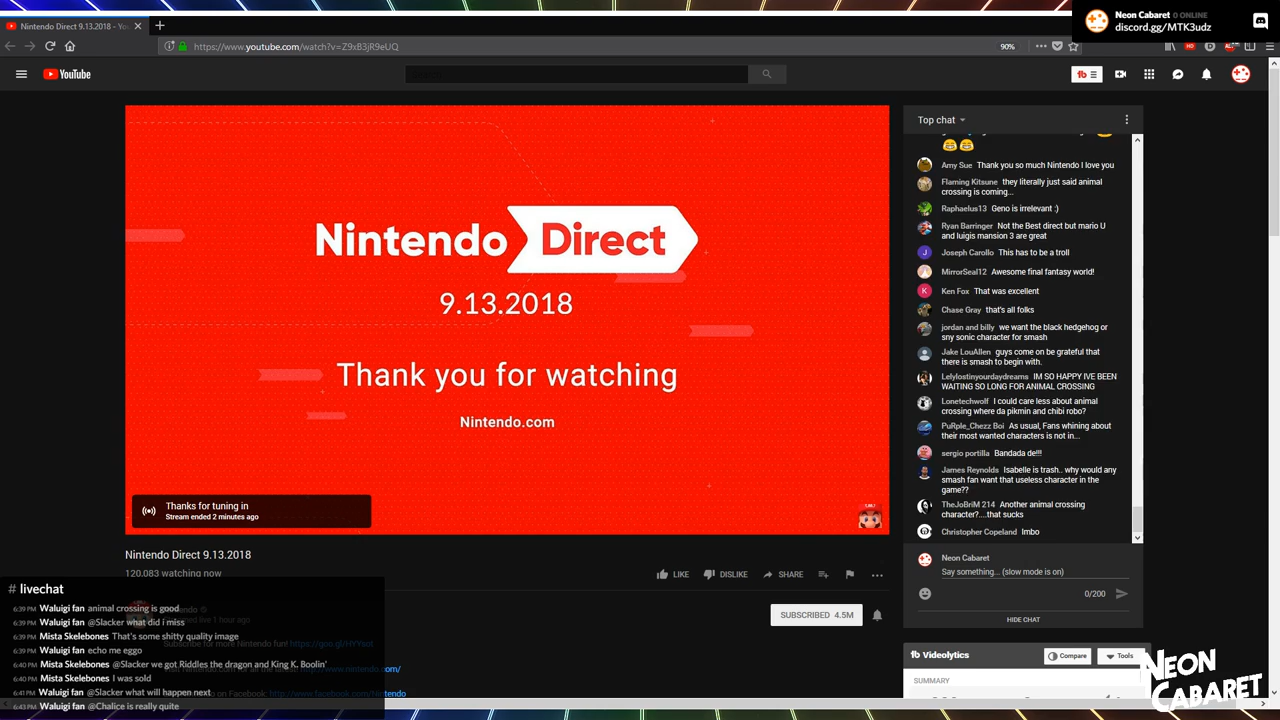 Nintendo Direct 9.13.2018 - Yo
Neon Cabaret 0 ONLINE
discord.gg/MTK3udz
https://www.youtube.com/watch?v=Z9xB3jR9eUQ
90%
YouTube
Nintendo Direct
9.13.2018
Thank you for watching
Nintendo.com
Thanks for tuning in
Stream ended 2 minutes ago
Nintendo Direct 9.13.2018
120,083 watching now
LIKE
DISLIKE
SHARE
SUBSCRIBED 4.5M
Top chat
Amy Sue Thank you so much Nintendo I love you
Flaming Kitsune they literally just said animal
crossing is coming...
Raphaelus13 Geno is irrelevant :)
Ryan Barringer Not the Best direct but mario U
and luigis mansion 3 are great
Joseph Carollo This has to be a troll
MirrorSeal12 Awesome final fantasy world!
Ken Fox That was excellent
Chase Gray that's all folks
jordan and billy we want the black hedgehog or
sny sonic character for smash
Jake LouAllen guys come on be grateful that
there is smash to begin with.
Lelylostinyourdaydreams IM SO HAPPY IVE BEEN
WAITING SO LONG FOR ANIMAL CROSSING
Lonetechwolf I could care less about animal
crossing where da pikmin and chibi robo?
PuRple_Chezz Boi As usual, Fans whining about
their most wanted characters is not in...
sergio portilla Bandada de!!!
James Reynolds Isabelle is trash.. why would any
smash fan want that useless character in the
game??
TheJoBriM 214 Another animal crossing
character?....that sucks
Christopher Copeland lmbo
Neon Cabaret
Say something... (slow mode is on)
0/200
HIDE CHAT
Videolytics
Compare
Tools
SUMMARY
# livechat
6:39 PM Waluigi fan animal crossing is good
6:39 PM Waluigi fan @Slacker what did i miss
6:39 PM Mista Skelebones That's some shitty quality image
6:39 PM Waluigi fan echo me eggo
6:40 PM Mista Skelebones @Slacker we got Riddles the dragon and King K. Boolin'
6:40 PM Mista Skelebones I was sold
6:41 PM Waluigi fan @Slacker what will happen next
6:43 PM Waluigi fan @Chalice is really quite
NEON
CABARET